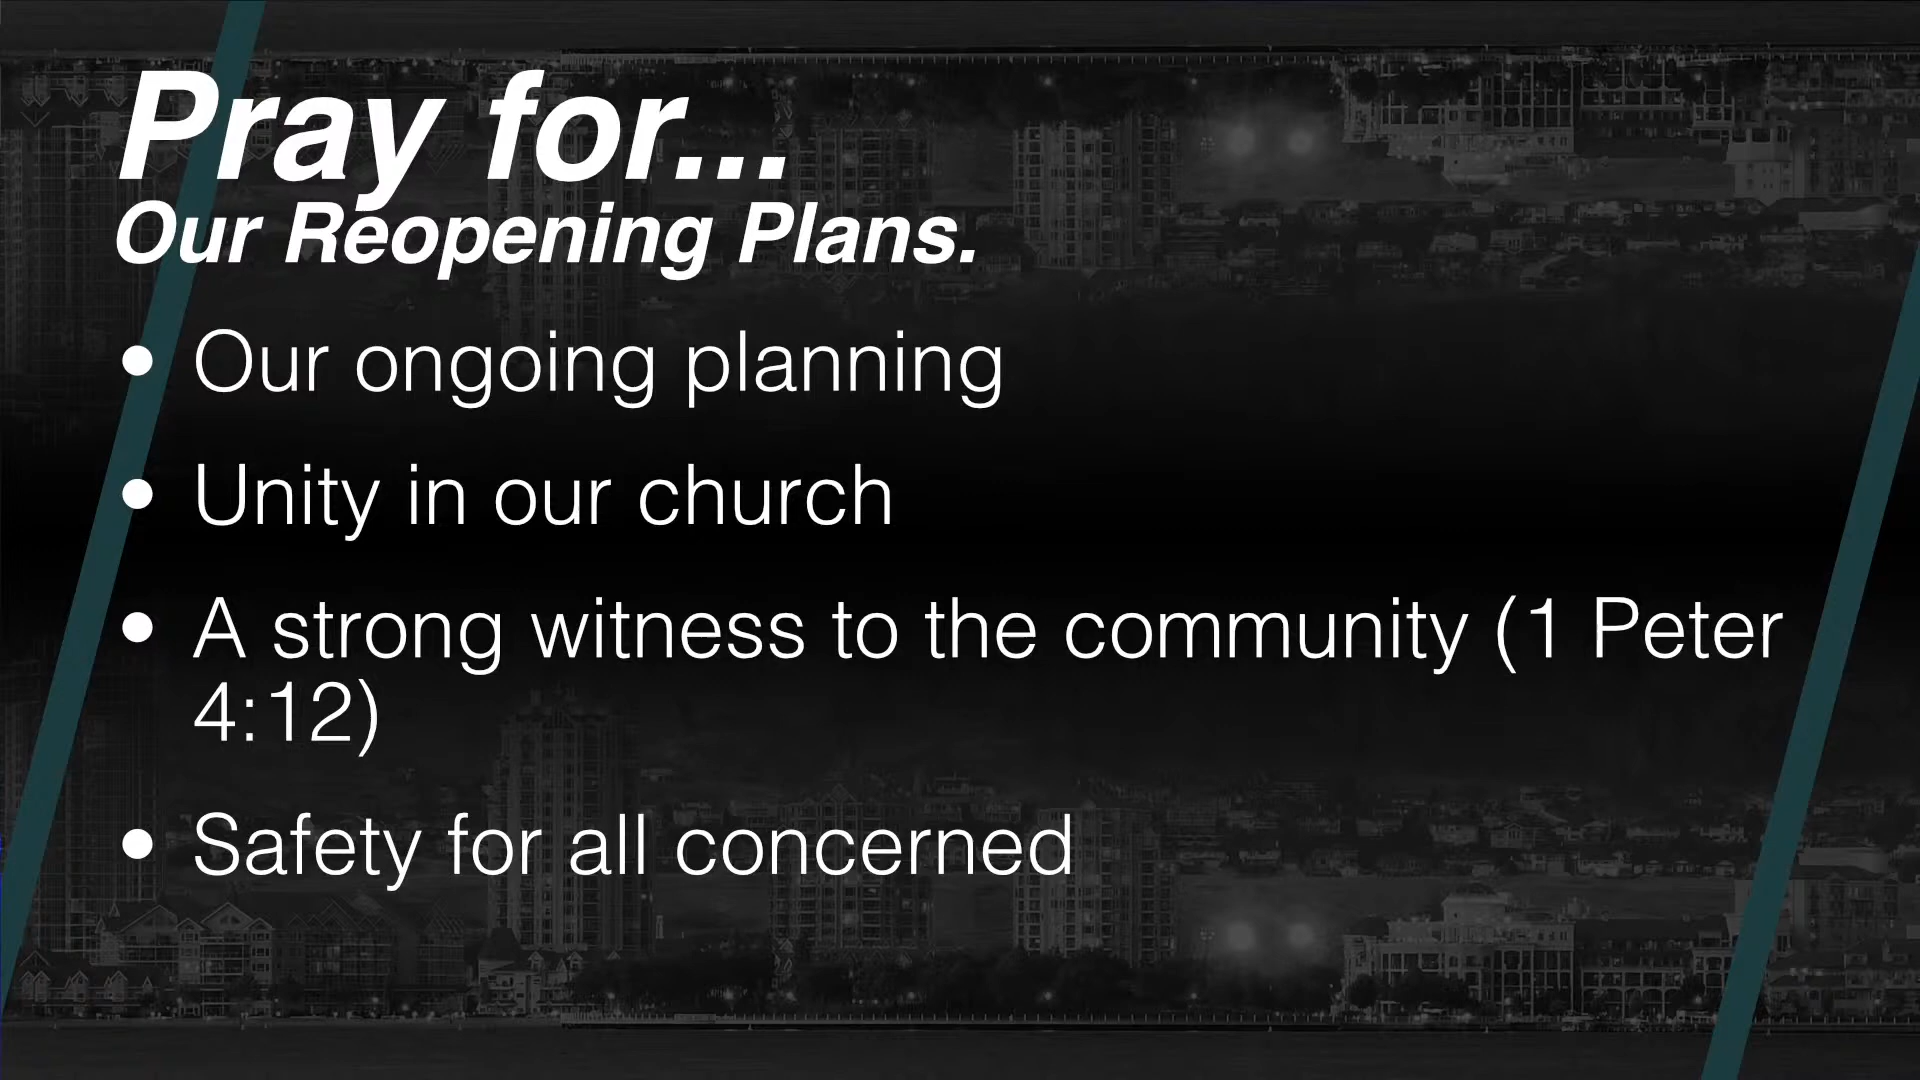 Pray for...
Our Reopening Plans.
• Our ongoing planning
• Unity in our church
• A strong witness to the community (1 Peter
4:12)
• Safety for all concerned